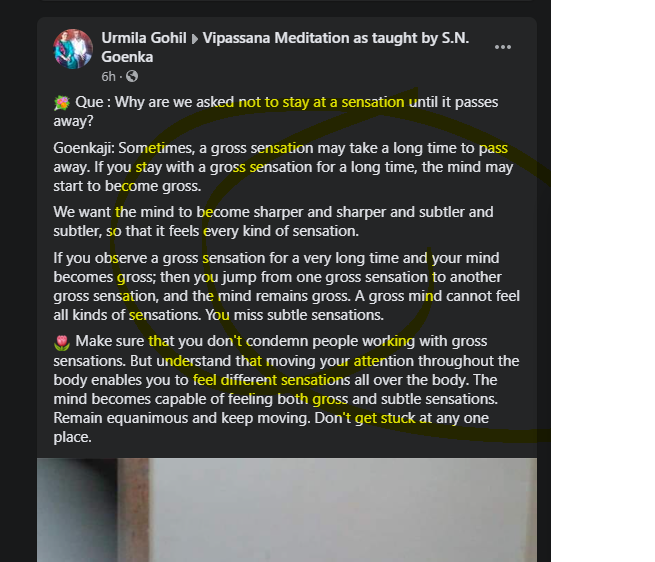 Urmila Gohil ▸ Vipassana Meditation as taught by S.N.
Goenka
6h ·
💐 Que : Why are we asked not to stay at a sensation until it passes
away?
Goenkaji: Sometimes, a gross sensation may take a long time to pass
away. If you stay with a gross sensation for a long time, the mind may
start to become gross.
We want the mind to become sharper and sharper and subtler and
subtler, so that it feels every kind of sensation.
If you observe a gross sensation for a very long time and your mind
becomes gross; then you jump from one gross sensation to another
gross sensation, and the mind remains gross. A gross mind cannot feel
all kinds of sensations. You miss subtle sensations.
🌷 Make sure that you don't condemn people working with gross
sensations. But understand that moving your attention throughout the
body enables you to feel different sensations all over the body. The
mind becomes capable of feeling both gross and subtle sensations.
Remain equanimous and keep moving. Don't get stuck at any one
place.